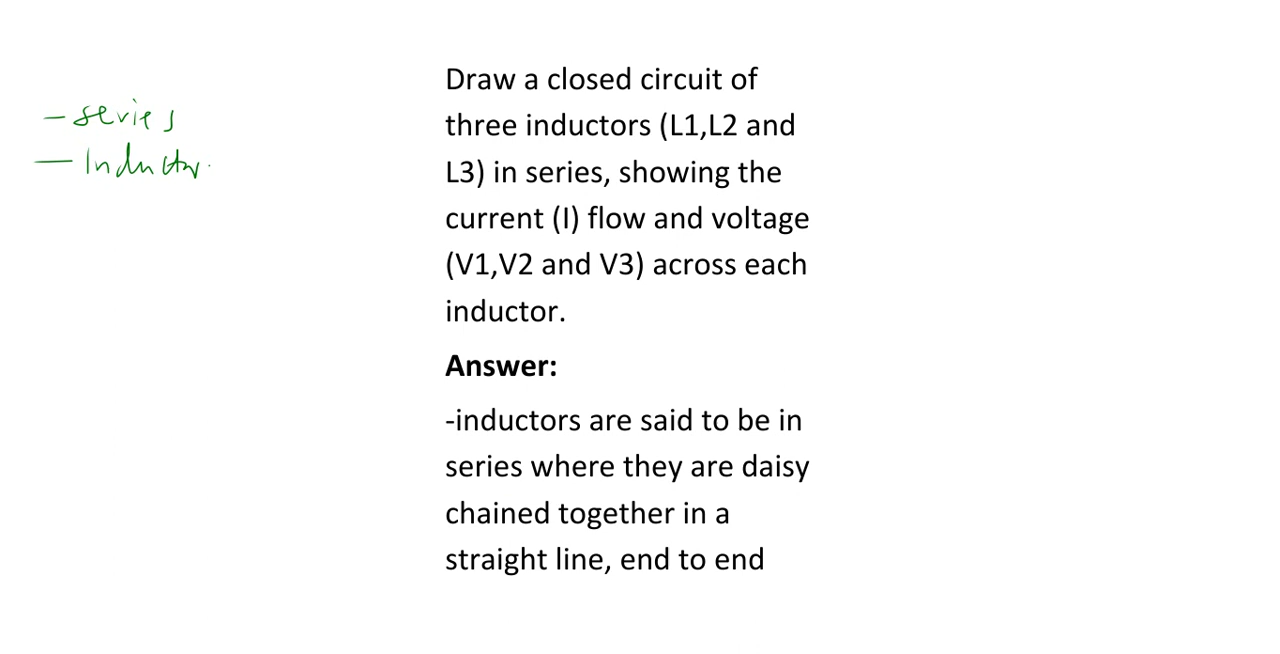 - series
- Inductor.
Draw a closed circuit of
three inductors (L1,L2 and
L3) in series, showing the
current (I) flow and voltage
(V1,V2 and V3) across each
inductor.
Answer:
-inductors are said to be in
series where they are daisy
chained together in a
straight line, end to end